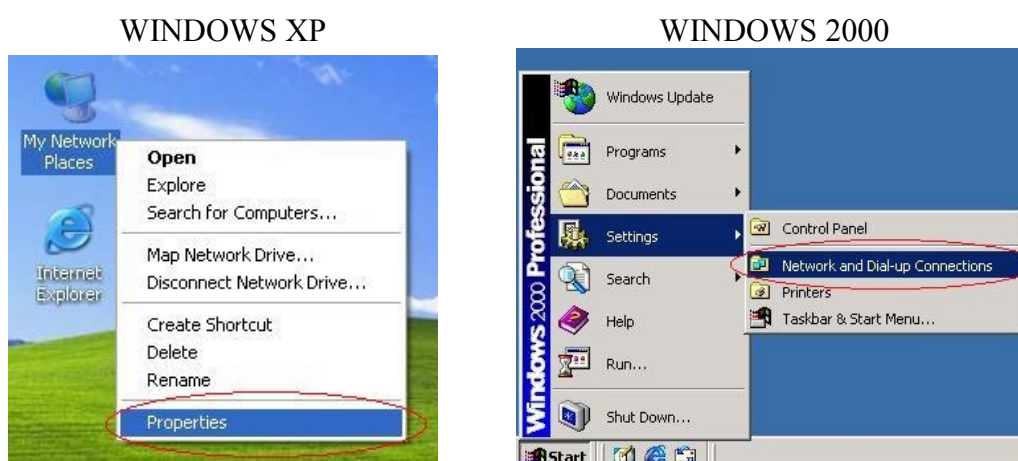 WINDOWS XP
My Network
Places
Internet
Explorer
Open
Explore
Search for Computers...
Map Network Drive...
Disconnect Network Drive...
Create Shortcut
Delete
Rename
Properties
WINDOWS 2000
Windows 2000 Professional
Windows Update
Programs
Documents
Settings
Search
Help
Run...
Shut Down...
Control Panel
Network and Dial-up Connections
Printers
Taskbar & Start Menu...
Start